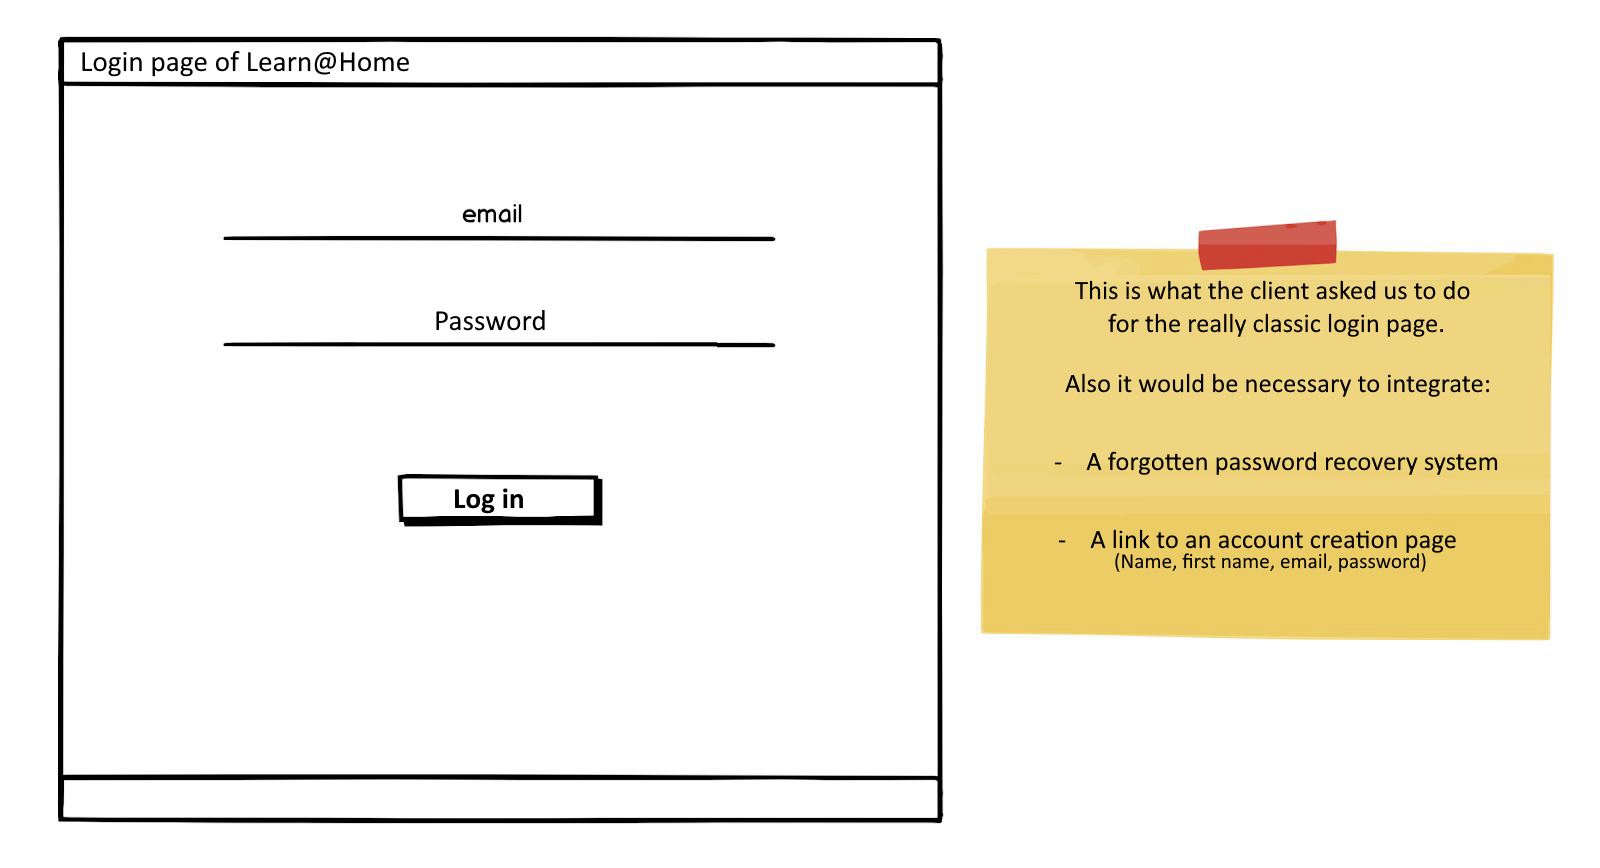 Login page of Learn@Home
email
Password
Log in
This is what the client asked us to do
for the really classic login page.
Also it would be necessary to integrate:
- A forgotten password recovery system
- A link to an account creation page
(Name, first name, email, password)